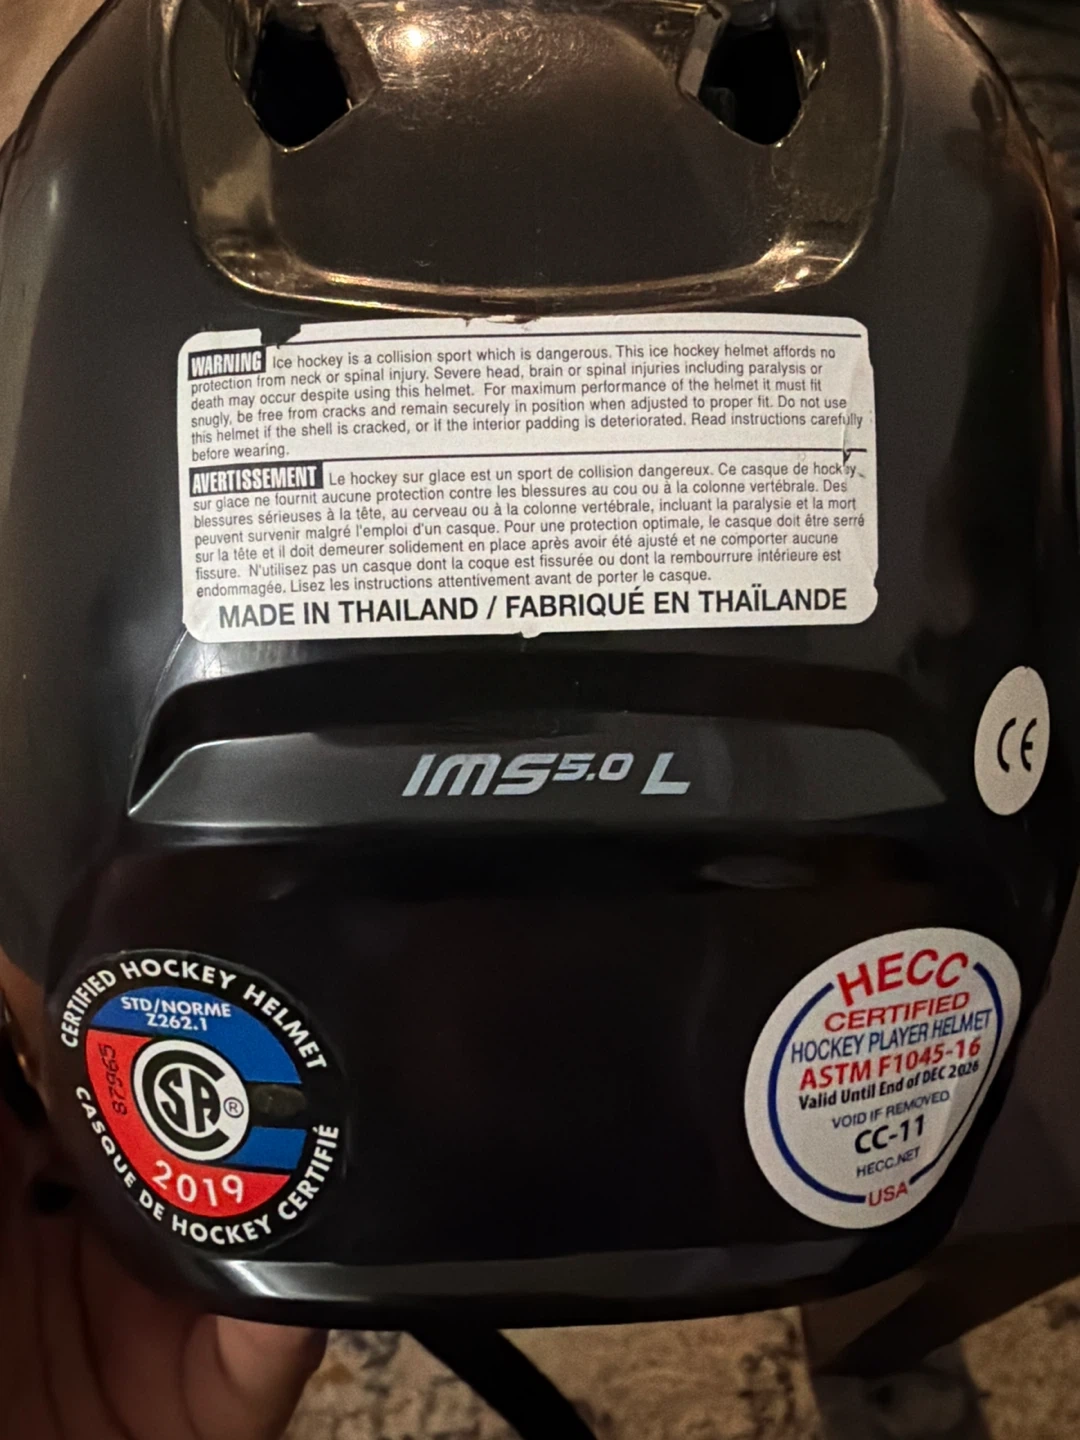 WARNING Ice hockey is a collision sport which is dangerous. This ice hockey helmet affords no
protection from neck or spinal injury. Severe head, brain or spinal injuries including paralysis or
death may occur despite using this helmet. For maximum performance of the helmet it must fit
snugly, be free from cracks and remain securely in position when adjusted to proper fit. Do not use
this helmet if the shell is cracked, or if the interior padding is deteriorated. Read instructions carefully
before wearing.
AVERTISSEMENT Le hockey sur glace est un sport de collision dangereux. Ce casque de hockey
sur glace ne fournit aucune protection contre les blessures au cou ou à la colonne vertébrale. Des
blessures sérieuses à la tête, au cerveau ou à la colonne vertébrale, incluant la paralysie et la mort
peuvent survenir malgré l'emploi d'un casque. Pour une protection optimale, le casque doit être serré
sur la tête et il doit demeurer solidement en place après avoir été ajusté et ne comporter aucune
fissure. N'utilisez pas un casque dont la coque est fissurée ou dont la rembourrure intérieure est
endommagée. Lisez les instructions attentivement avant de porter le casque.
MADE IN THAILAND / FABRIQUÉ EN THAÏLANDE
CE
IMS5.0 L
CERTIFIED HOCKEY HELMET
STD/NORME
Z262.1
82965
CSA®
2019
CASQUE DE HOCKEY CERTIFIÉ
HECC
CERTIFIED
HOCKEY PLAYER HELMET
ASTM F1045-16
Valid Until End of DEC 2026
VOID IF REMOVED
CC-11
HECC.NET
USA